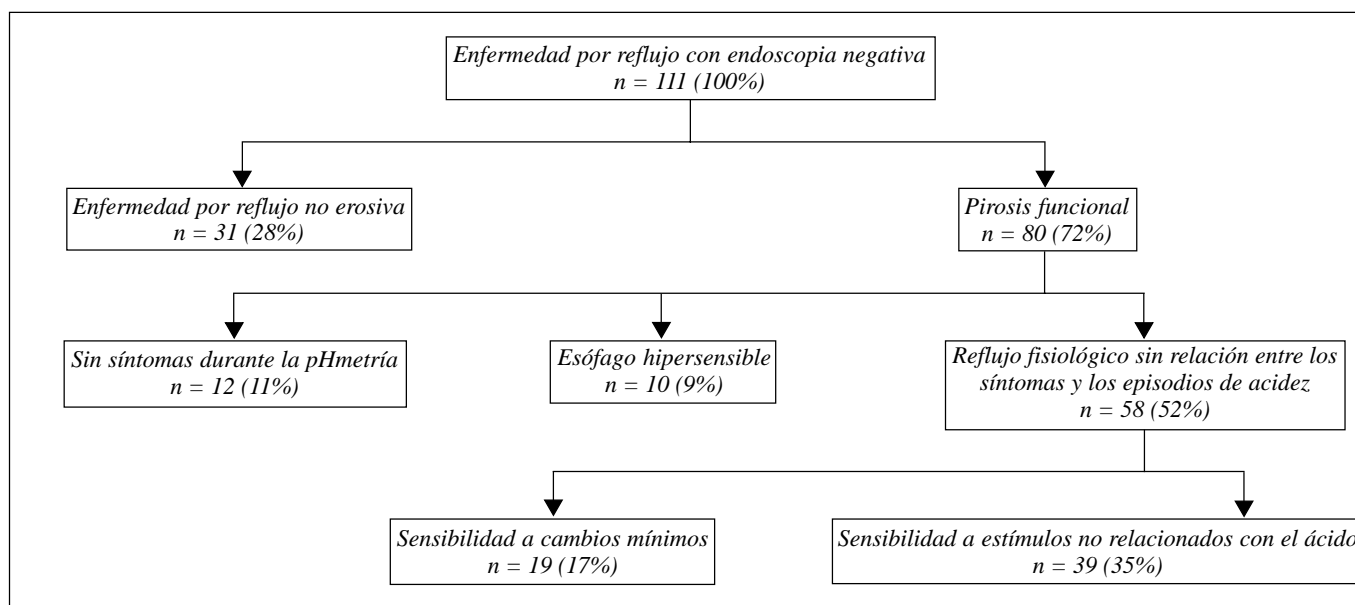 Enfermedad por reflujo con endoscopia negativa
n = 111 (100%)
Enfermedad por reflujo no erosiva
n = 31 (28%)
Pirosis funcional
n = 80 (72%)
Sin síntomas durante la pHmetría
n = 12 (11%)
Esófago hipersensible
n = 10 (9%)
Reflujo fisiológico sin relación entre los
síntomas y los episodios de acidez
n = 58 (52%)
Sensibilidad a cambios mínimos
n = 19 (17%)
Sensibilidad a estímulos no relacionados con el ácido
n = 39 (35%)